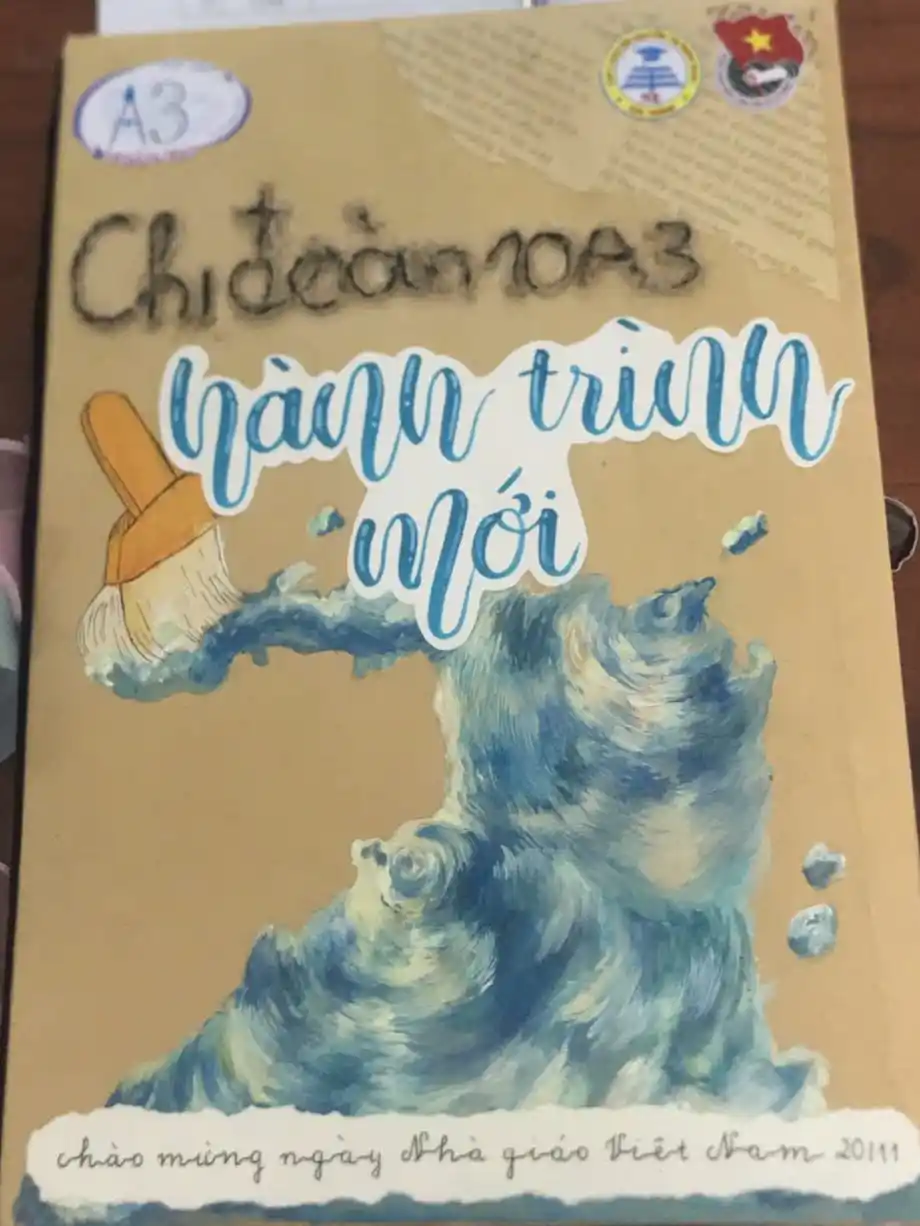 A3
Chi đoàn 10A3
hành trình
mới
chào mừng ngày Nhà giáo Việt Nam 20/11